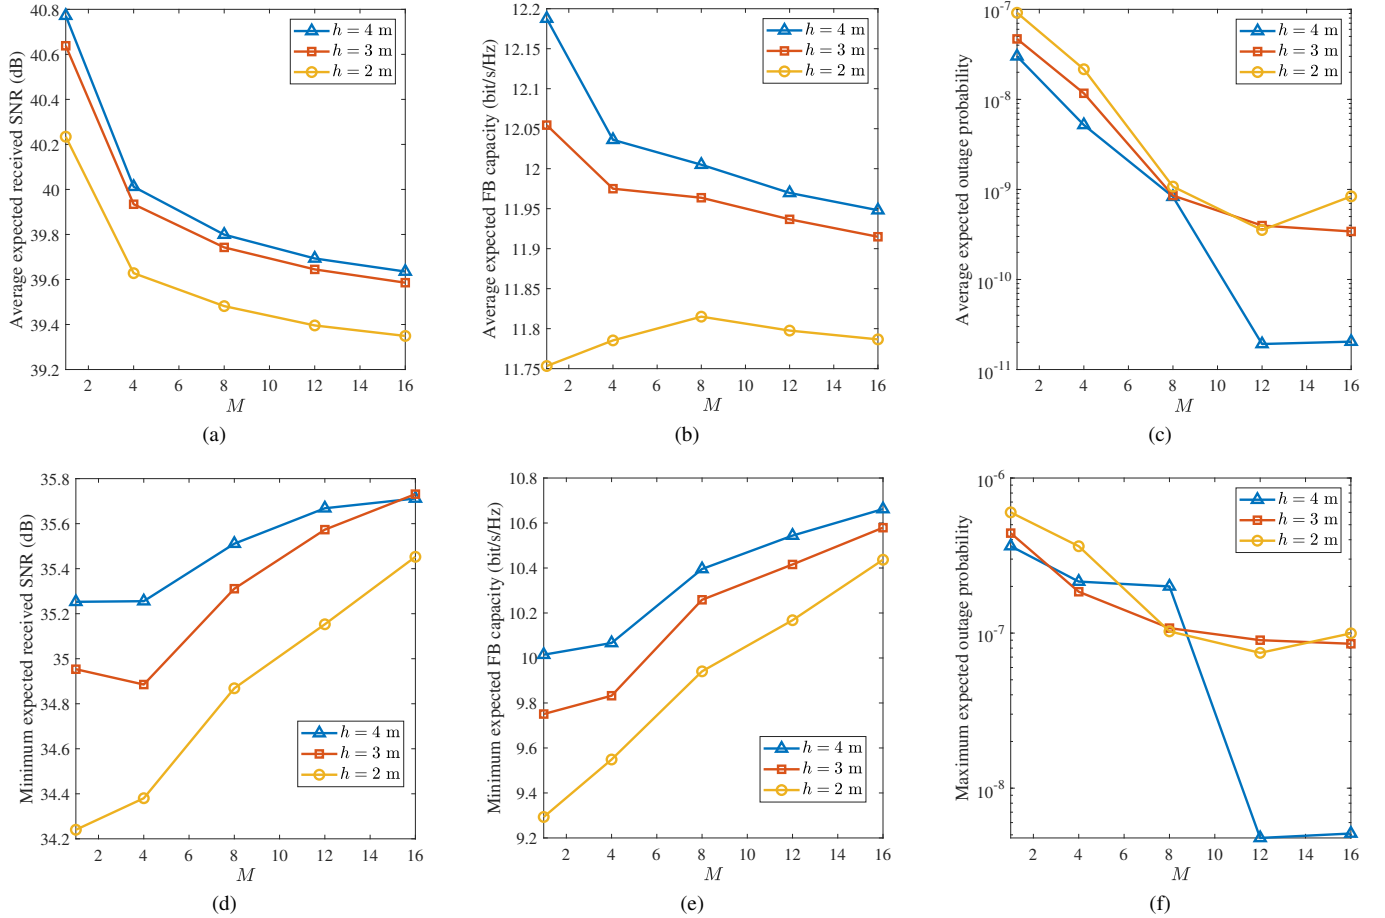 Average expected received SNR (dB)
40.8
40.6
40.4
40.2
40
39.8
39.6
39.4
39.2
2 4 6 8 10 12 14 16
M
h = 4 m
h = 3 m
h = 2 m
(a)
Average expected FB capacity (bit/s/Hz)
12.2
12.15
12.1
12.05
12
11.95
11.9
11.85
11.8
11.75
2 4 6 8 10 12 14 16
M
h = 4 m
h = 3 m
h = 2 m
(b)
Average expected outage probability
10^-7
10^-8
10^-9
10^-10
10^-11
2 4 6 8 10 12 14 16
M
h = 4 m
h = 3 m
h = 2 m
(c)
Minimum expected received SNR (dB)
35.8
35.6
35.4
35.2
35
34.8
34.6
34.4
34.2
2 4 6 8 10 12 14 16
M
h = 4 m
h = 3 m
h = 2 m
(d)
Minimum expected FB capacity (bit/s/Hz)
10.8
10.6
10.4
10.2
10
9.8
9.6
9.4
9.2
2 4 6 8 10 12 14 16
M
h = 4 m
h = 3 m
h = 2 m
(e)
Maximum expected outage probability
10^-6
10^-7
10^-8
2 4 6 8 10 12 14 16
M
h = 4 m
h = 3 m
h = 2 m
(f)